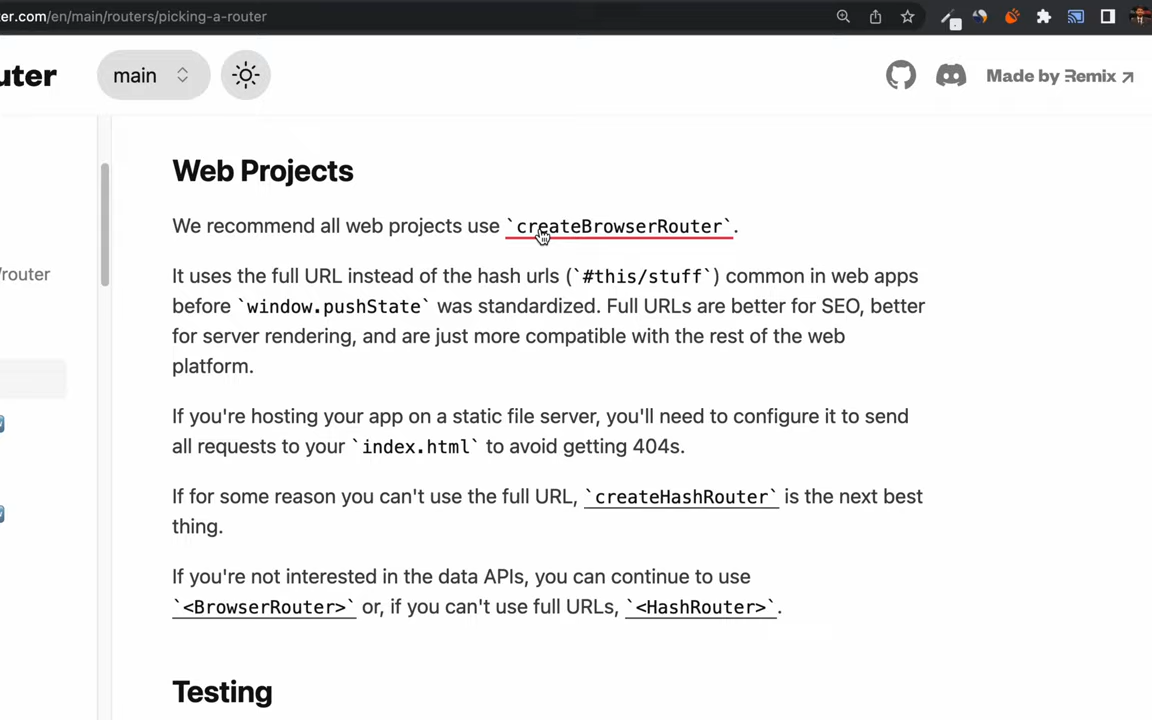 ter.com/en/main/routers/picking-a-router
uter
main
Made by Remix ↗
Web Projects
We recommend all web projects use `createBrowserRouter`.
It uses the full URL instead of the hash urls (`#this/stuff`) common in web apps
before `window.pushState` was standardized. Full URLs are better for SEO, better
/router
for server rendering, and are just more compatible with the rest of the web
platform.
If you're hosting your app on a static file server, you'll need to configure it to send
all requests to your `index.html` to avoid getting 404s.
If for some reason you can't use the full URL, `createHashRouter` is the next best
thing.
If you're not interested in the data APIs, you can continue to use
`<BrowserRouter>` or, if you can't use full URLs, `<HashRouter>`.
Testing